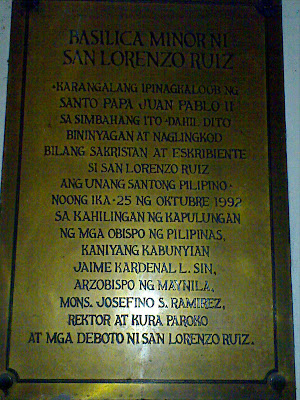 BASILICA MINOR NI
SAN LORENZO RUIZ
·KARANGALANG IPINAGKALOOB NG
SANTO PAPA JUAN PABLO II
SA SIMBAHANG ITO·DAHIL DITO
BININYAGAN AT NAGLINGKOD
BILANG SAKRISTAN AT ESKRIBIENTE
SI SAN LORENZO RUIZ
ANG UNANG SANTONG PILIPINO·
NOONG IKA·25 NG OKTUBRE 1992
SA KAHILINGAN NG KAPULUNGAN
NG MGA OBISPO NG PILIPINAS,
KANIYANG KABUNYIAN
JAIME KARDENAL L. SIN,
ARZOBISPO NG MAYNILA,
MONS. JOSEFINO S. RAMIREZ,
REKTOR AT KURA PAROKO
AT MGA DEBOTO NI SAN LORENZO RUIZ.